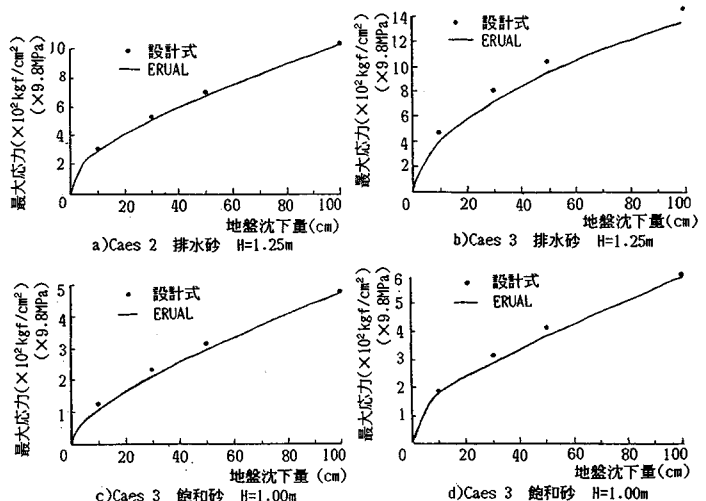 最大応力(×10²kgf/cm²)
(×9.8MPa)
10
8
6
4
2
0
• 設計式
— ERUAL
20 40 60 80 100
地盤沈下量(cm)
a)Caes 2 排水砂 H=1.25m
最大応力(×10²kgf/cm²)
(×9.8MPa)
14
12
10
8
6
4
2
0
• 設計式
— ERUAL
20 40 60 80 100
地盤沈下量(cm)
b)Caes 3 排水砂 H=1.25m
最大応力(×10²kgf/cm²)
(×9.8MPa)
5
4
3
2
1
0
• 設計式
— ERUAL
20 40 60 80 100
地盤沈下量(cm)
c)Caes 3 飽和砂 H=1.00m
最大応力(×10²kgf/cm²)
(×9.8MPa)
6
5
4
3
2
1
0
• 設計式
— ERUAL
20 40 60 80 100
地盤沈下量(cm)
d)Caes 3 飽和砂 H=1.00m